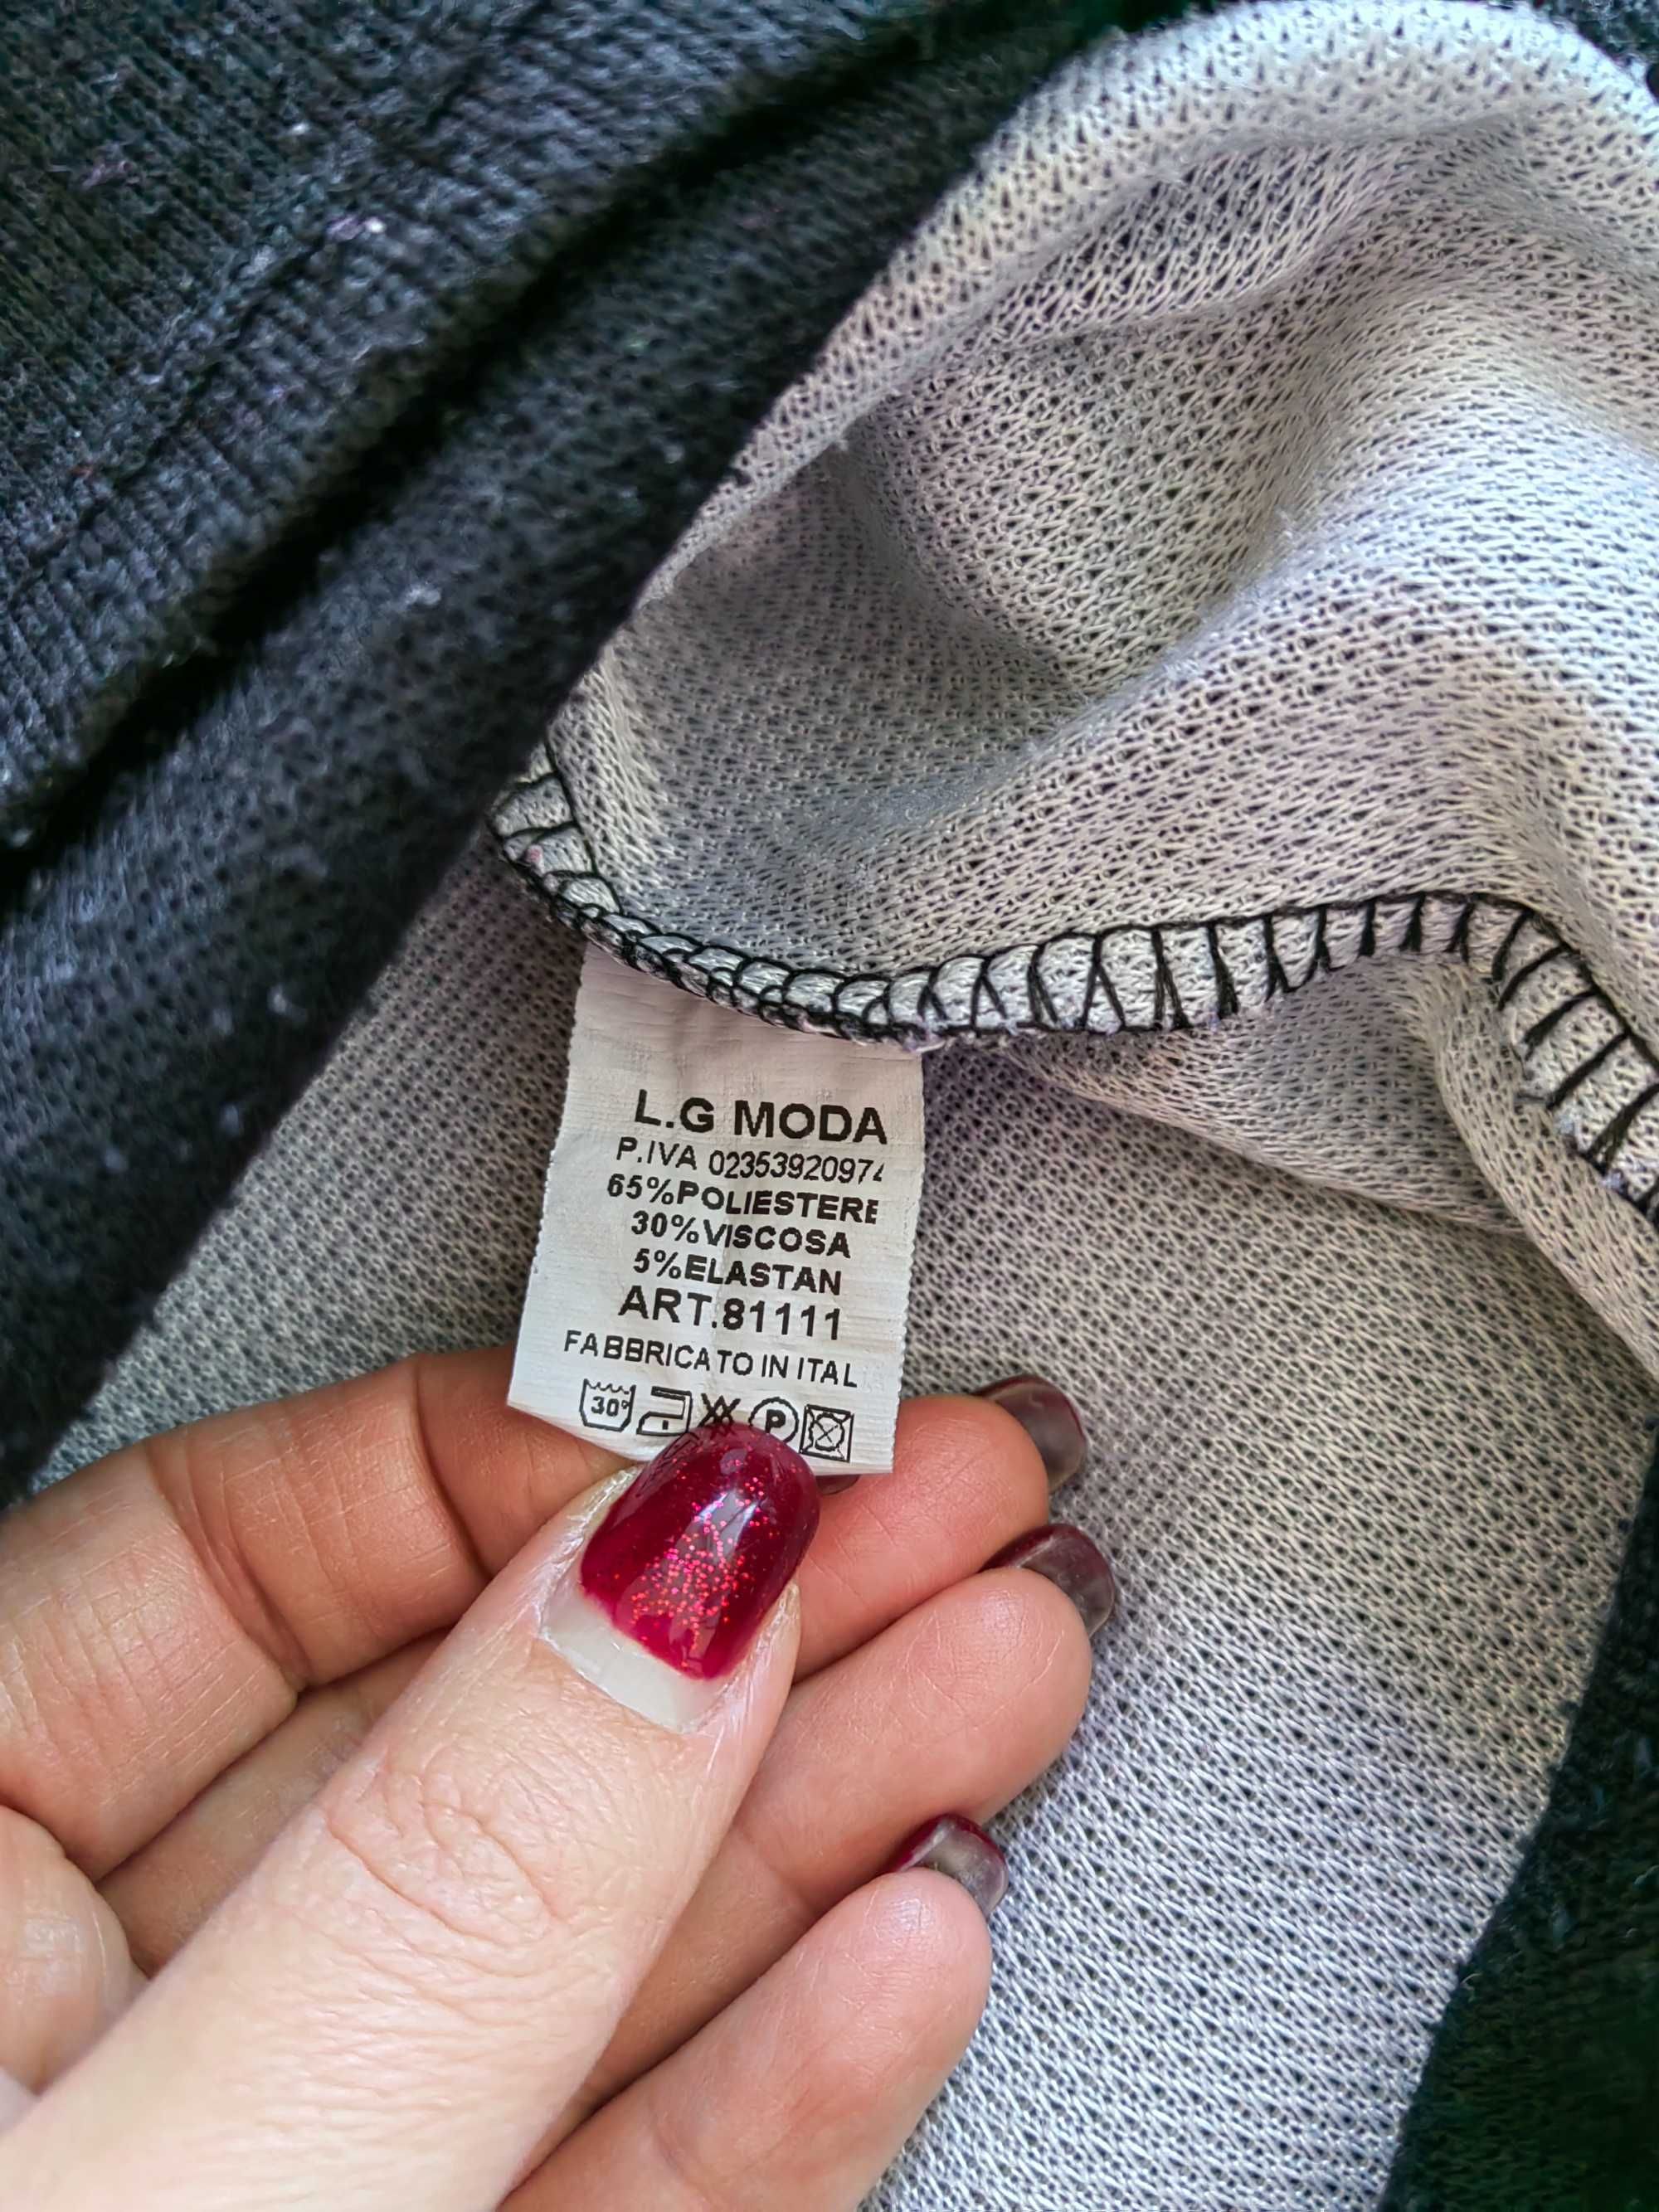 L.G MODA
P.IVA 0235392097
65%POLIESTERE
30%VISCOSA
5%ELASTAN
ART.81111
FABBRICATO IN ITAL
30° P